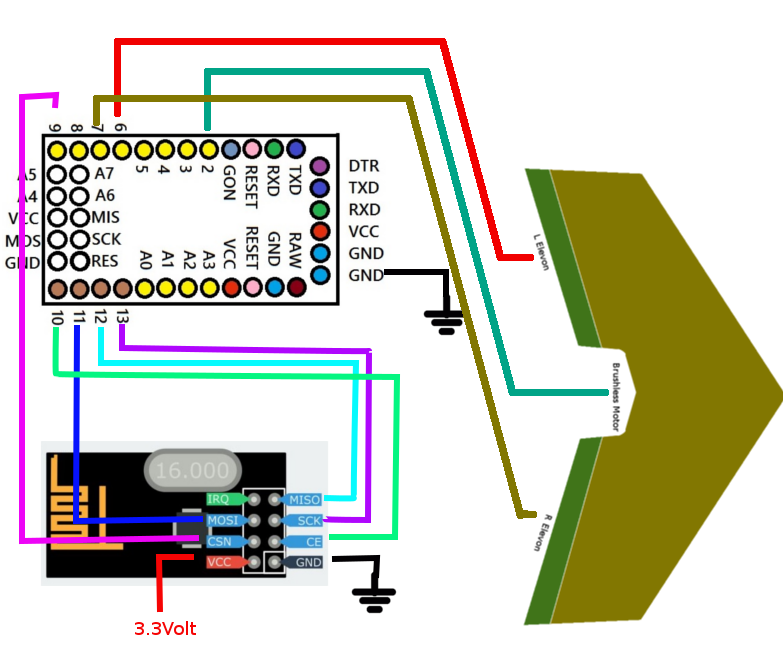 9 8 7 6
5 4 3 2 GON RESET RXD TXD
A5 A7
A4 A6
VCC MIS
MOS SCK
GND RES
A0 A1 A2 A3 VCC RESET GND RAW
DTR
TXD
RXD
VCC
GND
GND
10 11 12 13
L Elevon
Brushless Motor
R Elevon
16.000
IRQ MISO
MOSI SCK
CSN CE
VCC GND
3.3Volt